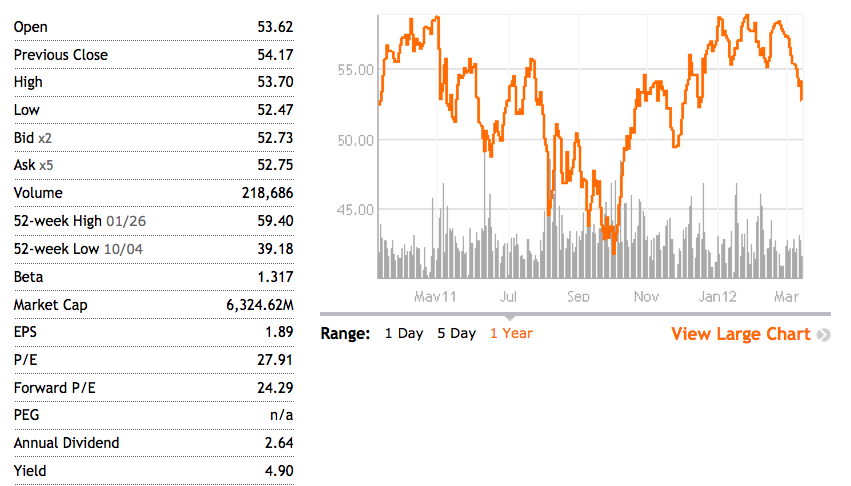 Open 53.62
Previous Close 54.17
High 53.70
Low 52.47
Bid x2 52.73
Ask x5 52.75
Volume 218,686
52-week High 01/26 59.40
52-week Low 10/04 39.18
Beta 1.317
Market Cap 6,324.62M
EPS 1.89
P/E 27.91
Forward P/E 24.29
PEG n/a
Annual Dividend 2.64
Yield 4.90
55.00
50.00
45.00
May11 Jul Sep Nov Jan12 Mar
Range: 1 Day 5 Day 1 Year View Large Chart